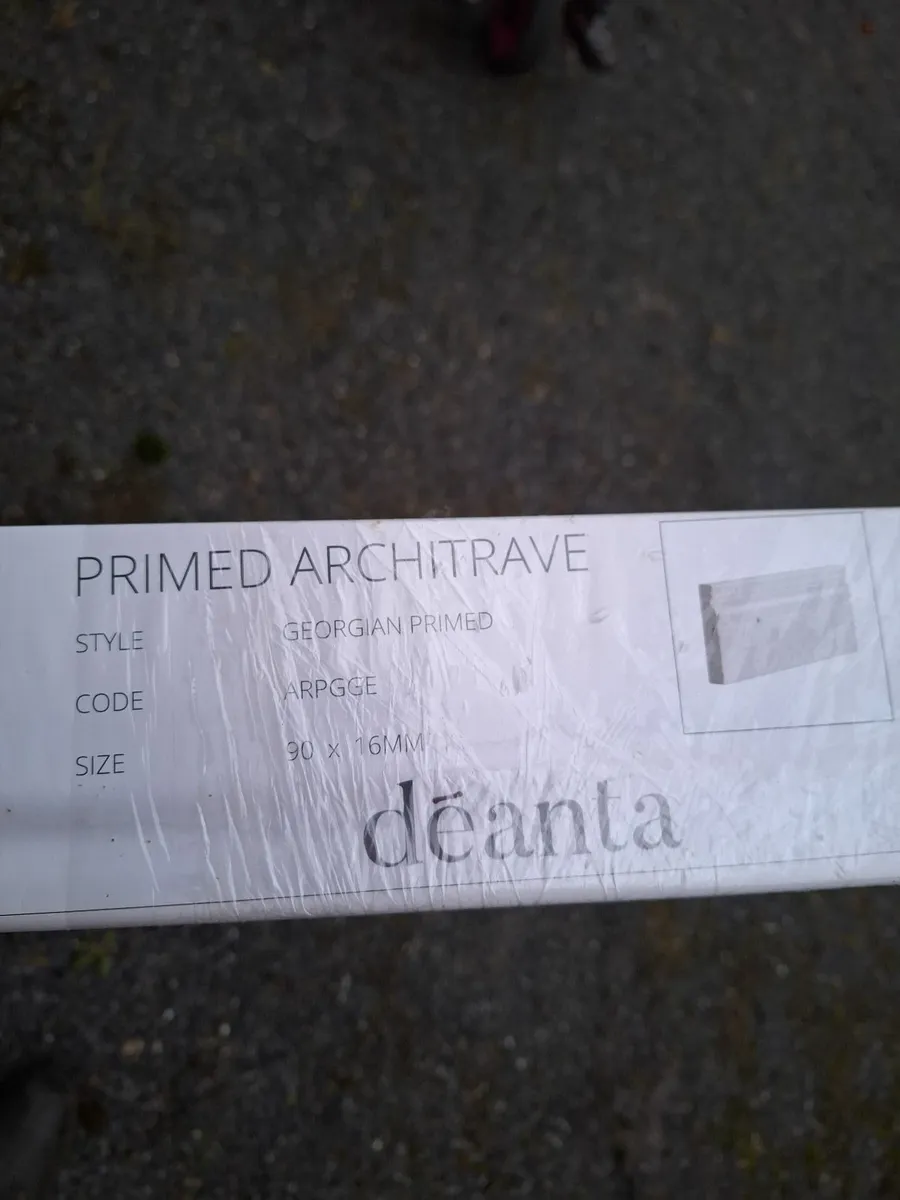 PRIMED ARCHITRAVE
STYLE GEORGIAN PRIMED
CODE ARPGGE
SIZE 90 x 16MM
dēanta